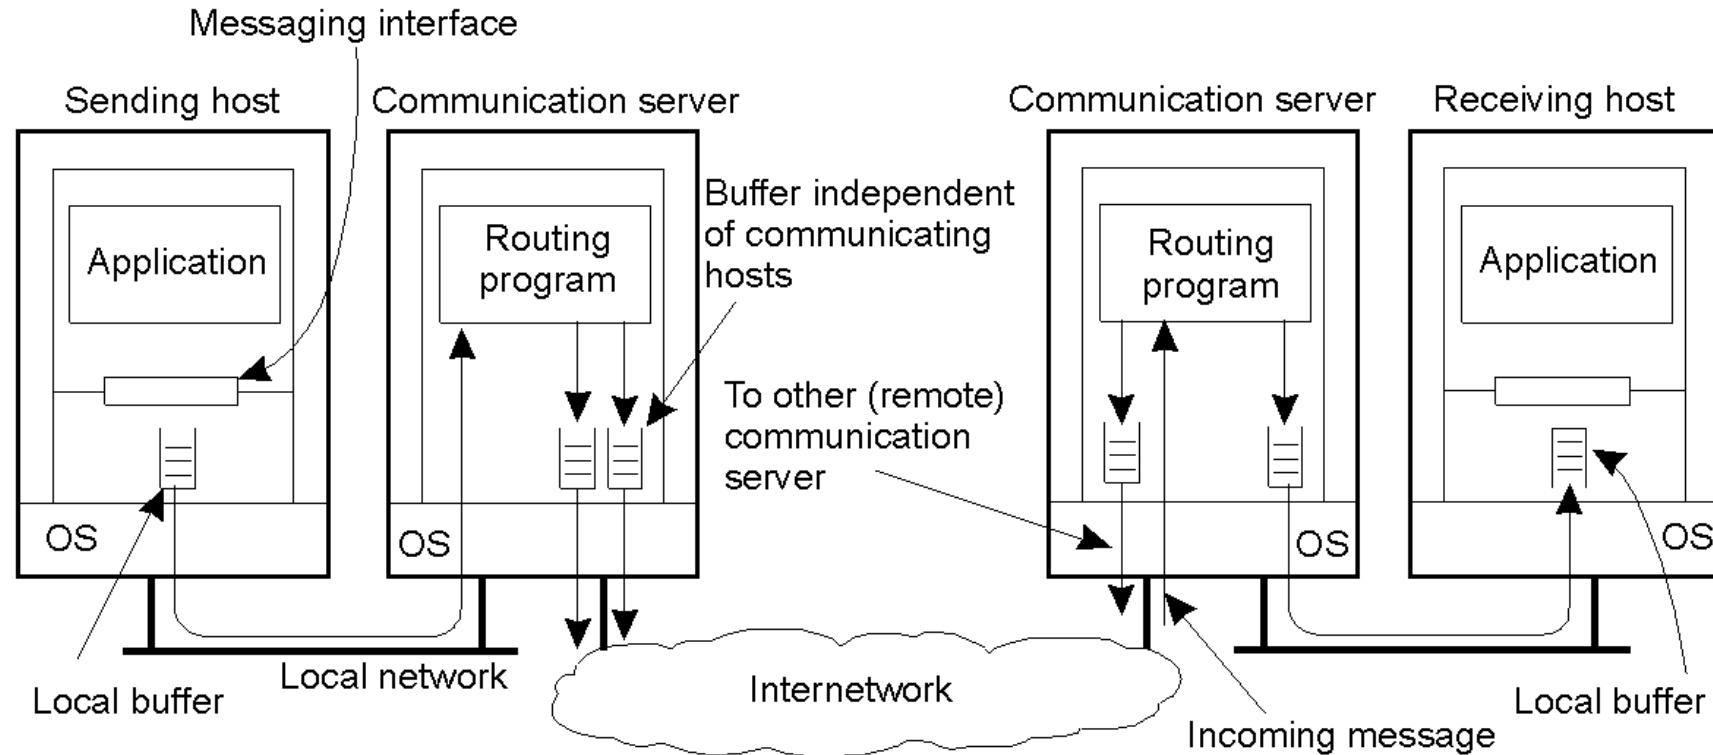 Messaging interface
Sending host
Communication server
Communication server
Receiving host
Application
Routing
program
Buffer independent
of communicating
hosts
Routing
program
Application
To other (remote)
communication
server
OS
OS
OS
OS
Local network
Local buffer
Internetwork
Incoming message
Local buffer